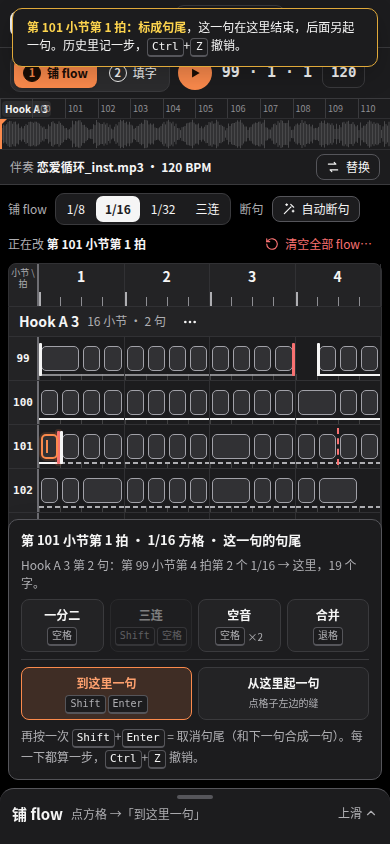 第 101 小节第 1 拍：标成句尾，这一句在这里结束，后面另起
一句。历史里记一步，Ctrl+Z 撤销。
1 铺 flow
2 填字
99 · 1 · 1
120
Hook A 3
101 102 103 104 105 106 107 108 109 110
伴奏 恋爱循环_inst.mp3 · 120 BPM
替换
铺 flow 1/8 1/16 1/32 三连 断句 自动断句
正在改 第 101 小节第 1 拍
清空全部 flow…
小节 \
拍
1 2 3 4
Hook A 3 16 小节 · 2 句 ···
99
100
101
102
第 101 小节第 1 拍 · 1/16 方格 · 这一句的句尾
Hook A 3 第 2 句：第 99 小节第 4 拍第 2 个 1/16 → 这里，19 个
字。
一分二 三连 空音 合并
空格 Shift 空格 空格 ×2 退格
到这里一句 从这里起一句
Shift Enter 点格子左边的缝
再按一次 Shift+Enter = 取消句尾（和下一句合成一句）。每
一下都算一步，Ctrl+Z 撤销。
铺 flow 点方格 →「到这里一句」 上滑